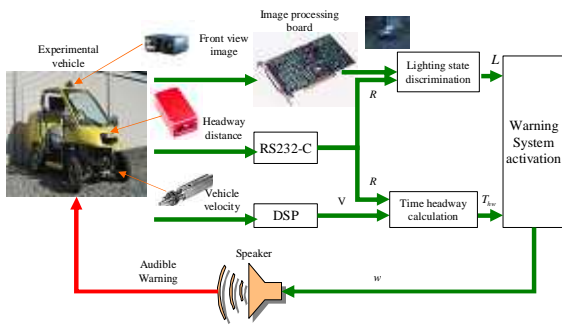 Experimental
vehicle
Front view
image
Image processing
board
Lighting state
discrimination
L
R
Headway
distance
RS232-C
Warning
System
activation
R
Vehicle
velocity
DSP
V
Time headway
calculation
Thw
Speaker
Audible
Warning
w